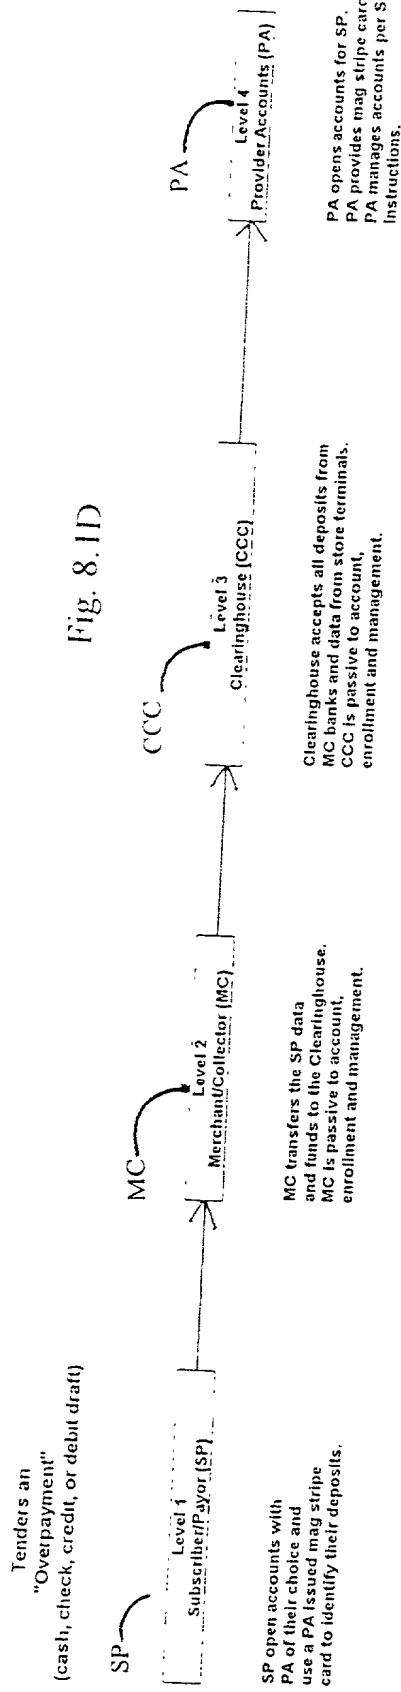 Fig. 8.1D
Tenders an
"Overpayment"
(cash, check, credit, or debit draft)
SP
Level 1
Subscriber/Payor (SP)
SP open accounts with
PA of their choice and
use a PA issued mag stripe
card to identify their deposits.
MC
Level 2
Merchant/Collector (MC)
MC transfers the SP data
and funds to the Clearinghouse.
MC is passive to account,
enrollment and management.
CCC
Level 3
Clearinghouse (CCC)
Clearinghouse accepts all deposits from
MC banks and data from store terminals.
CCC is passive to account,
enrollment and management.
PA
Level 4
Provider Accounts (PA)
PA opens accounts for SP.
PA provides mag stripe card
PA manages accounts per S
Instructions.